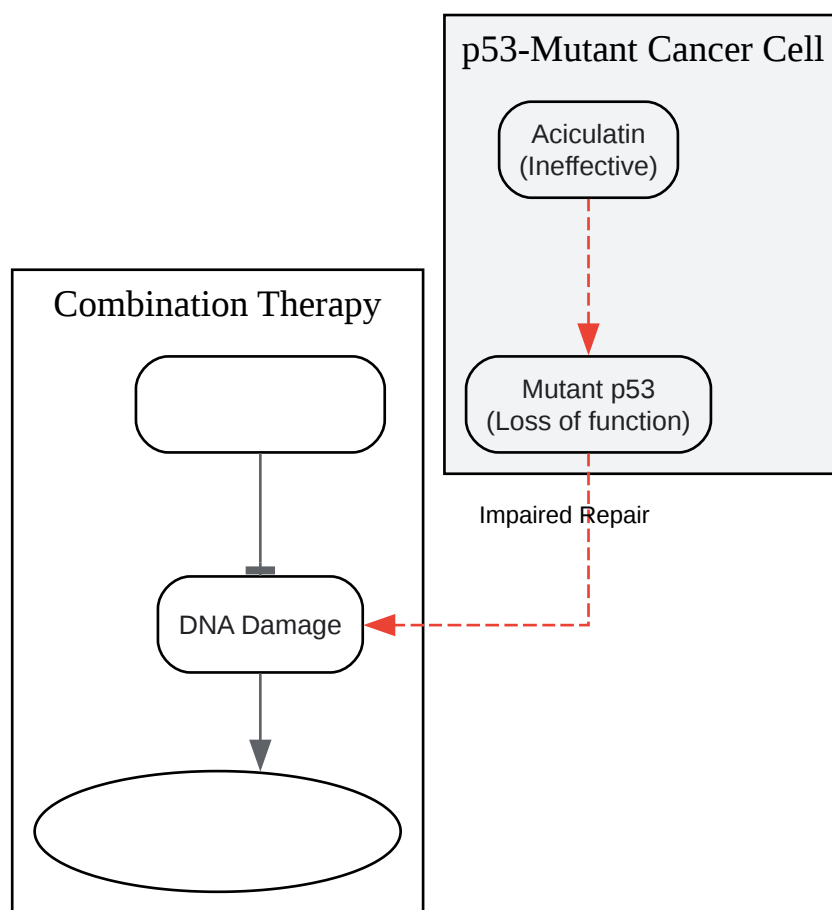 p53-Mutant Cancer Cell
Aciculatin
(Ineffective)
Combination Therapy
Mutant p53
(Loss of function)
Impaired Repair
DNA Damage